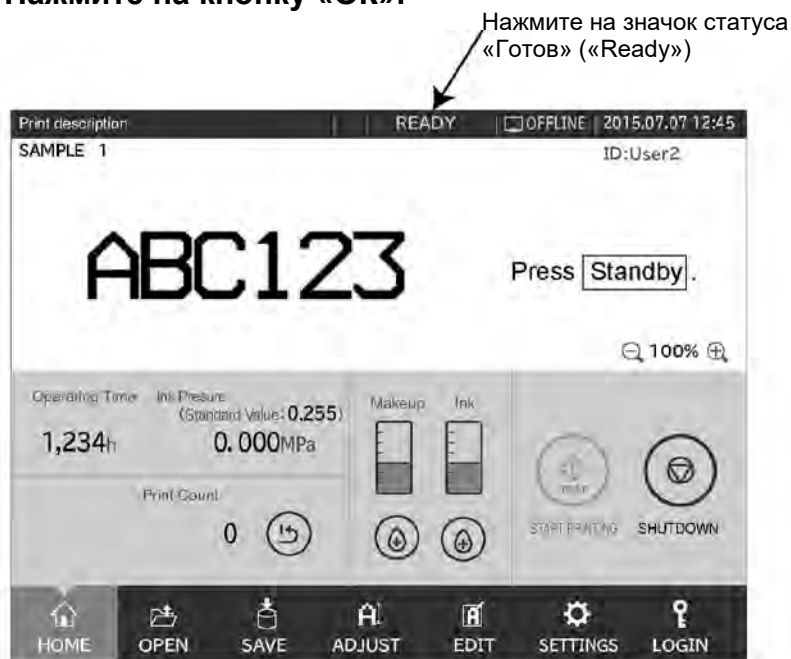 Нажмите на кнопку «ОК».
Нажмите на значок статуса
«Готов» («Ready»)
Print description READY OFFLINE 2015.07.07 12:45
SAMPLE 1 ID:User2
ABC123
Press Standby.
100%
Operating Time Ink Presure Makeup Ink
(Standard Value:0.255)
1,234h 0.000MPa
Print Count
0
START PRINTING SHUTDOWN
HOME OPEN SAVE ADJUST EDIT SETTINGS LOGIN